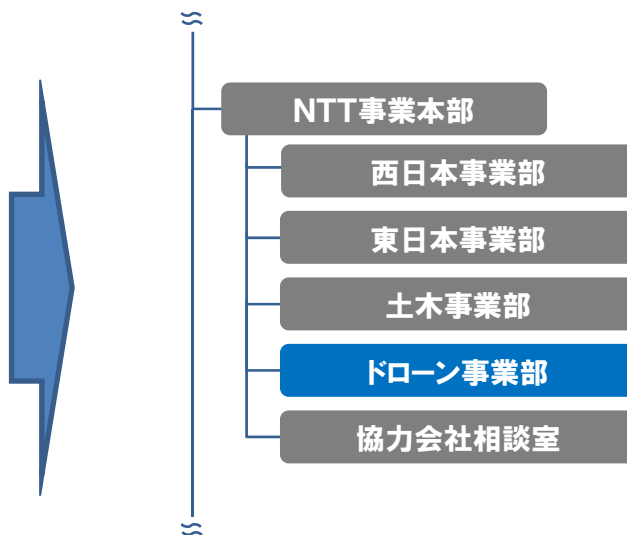 NTT事業本部
西日本事業部
東日本事業部
土木事業部
ドローン事業部
協力会社相談室